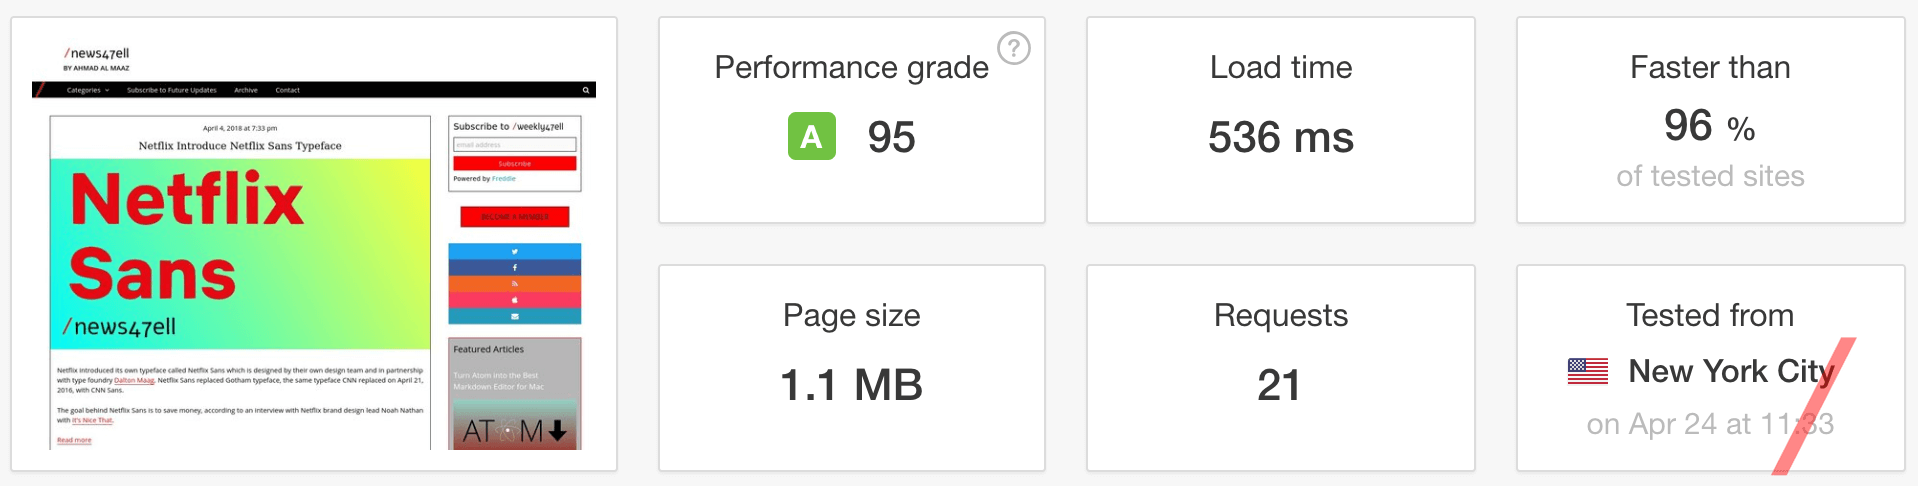 /news47ell
BY AHMAD AL MAAZ
Categories
Subscribe to Future Updates
Archive
Contact
April 4, 2018 at 7:33 pm
Netflix Introduce Netflix Sans Typeface
Netflix
Sans
/news47ell
Netflix introduced its own typeface called Netflix Sans which is designed by their own design team and in partnership
with type foundry Dalton Maag. Netflix Sans replaced Gotham typeface, the same typeface CNN replaced on April 21,
2016, with CNN Sans.
The goal behind Netflix Sans is to save money, according to an interview with Netflix brand design lead Noah Nathan
with It's Nice That.
Read more
Subscribe to /weekly47ell
email address
Subscribe
Powered by Freddie
BECOME A MEMBER
Featured Articles
Turn Atom into the Best
Markdown Editor for Mac
ATOM
Performance grade
?
A 95
Load time
536 ms
Faster than
96 %
of tested sites
Page size
1.1 MB
Requests
21
Tested from
New York City
on Apr 24 at 11:33